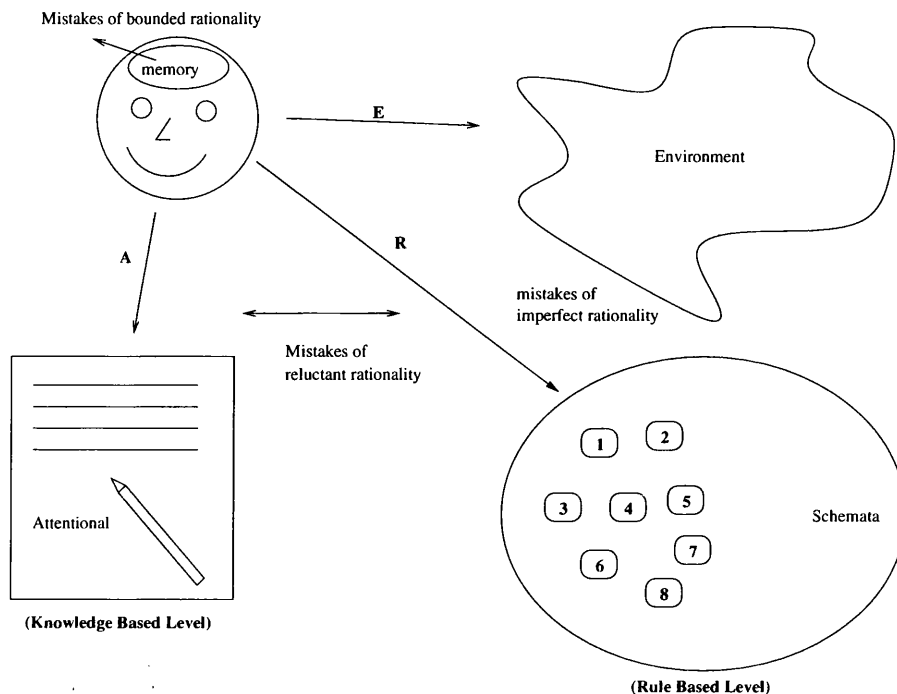 Mistakes of bounded rationality
memory
E
Environment
A
R
mistakes of
imperfect rationality
Mistakes of
reluctant rationality
1
2
3
4
5
6
7
8
Schemata
Attentional
(Knowledge Based Level)
(Rule Based Level)